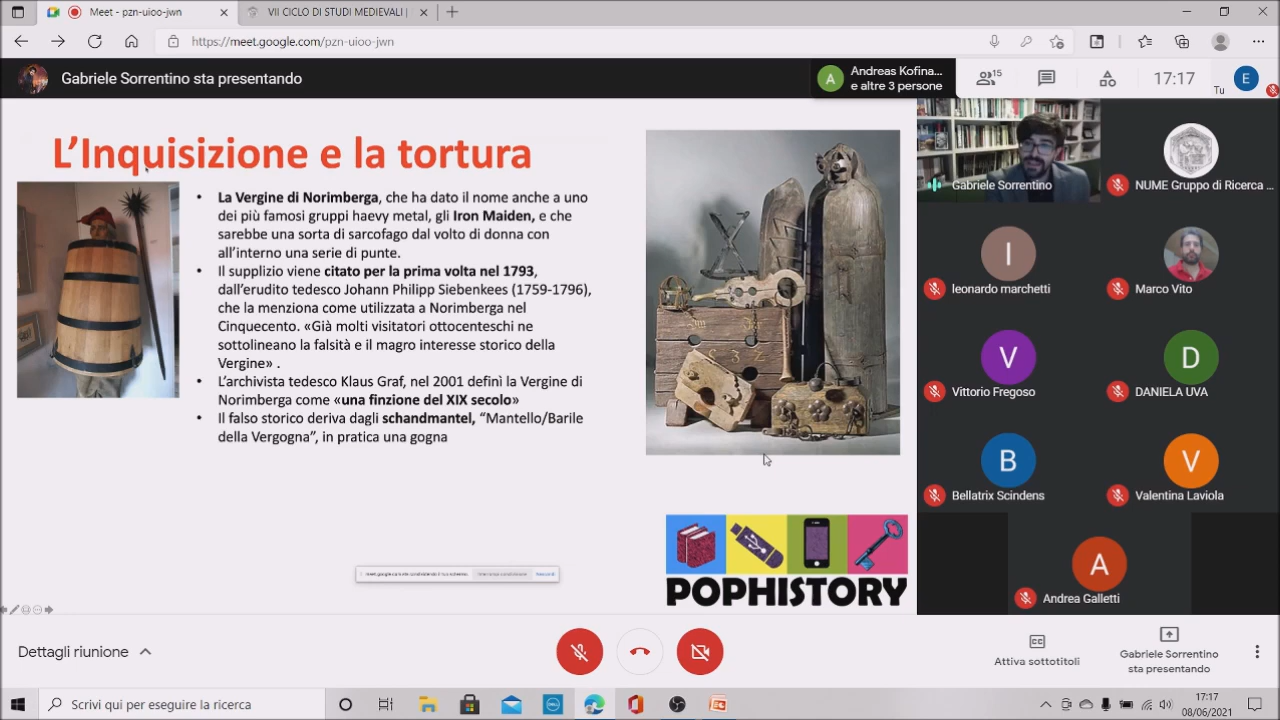 Meet - pzn-uioo-jwn
VII CICLO DI STUDI MEDIEVALI |
https://meet.google.com/pzn-uioo-jwn
Gabriele Sorrentino sta presentando
A
Andreas Kofina...
e altre 3 persone
15
17:17
Tu
E
L'Inquisizione e la tortura
• La Vergine di Norimberga, che ha dato il nome anche a uno
dei più famosi gruppi haevy metal, gli Iron Maiden, e che
sarebbe una sorta di sarcofago dal volto di donna con
all'interno una serie di punte.
• Il supplizio viene citato per la prima volta nel 1793,
dall'erudito tedesco Johann Philipp Siebenkees (1759-1796),
che la menziona come utilizzata a Norimberga nel
Cinquecento. «Già molti visitatori ottocenteschi ne
sottolineano la falsità e il magro interesse storico della
Vergine» .
• L'archivista tedesco Klaus Graf, nel 2001 definì la Vergine di
Norimberga come «una finzione del XIX secolo»
• Il falso storico deriva dagli schandmantel, "Mantello/Barile
della Vergogna", in pratica una gogna
POPHISTORY
Gabriele Sorrentino
NUME Gruppo di Ricerca ...
I
leonardo marchetti
Marco Vito
V
Vittorio Fregoso
D
DANIELA UVA
B
Bellatrix Scindens
V
Valentina Laviola
A
Andrea Galletti
Dettagli riunione
Attiva sottotitoli
Gabriele Sorrentino
sta presentando
Scrivi qui per eseguire la ricerca
17:17
08/06/2021